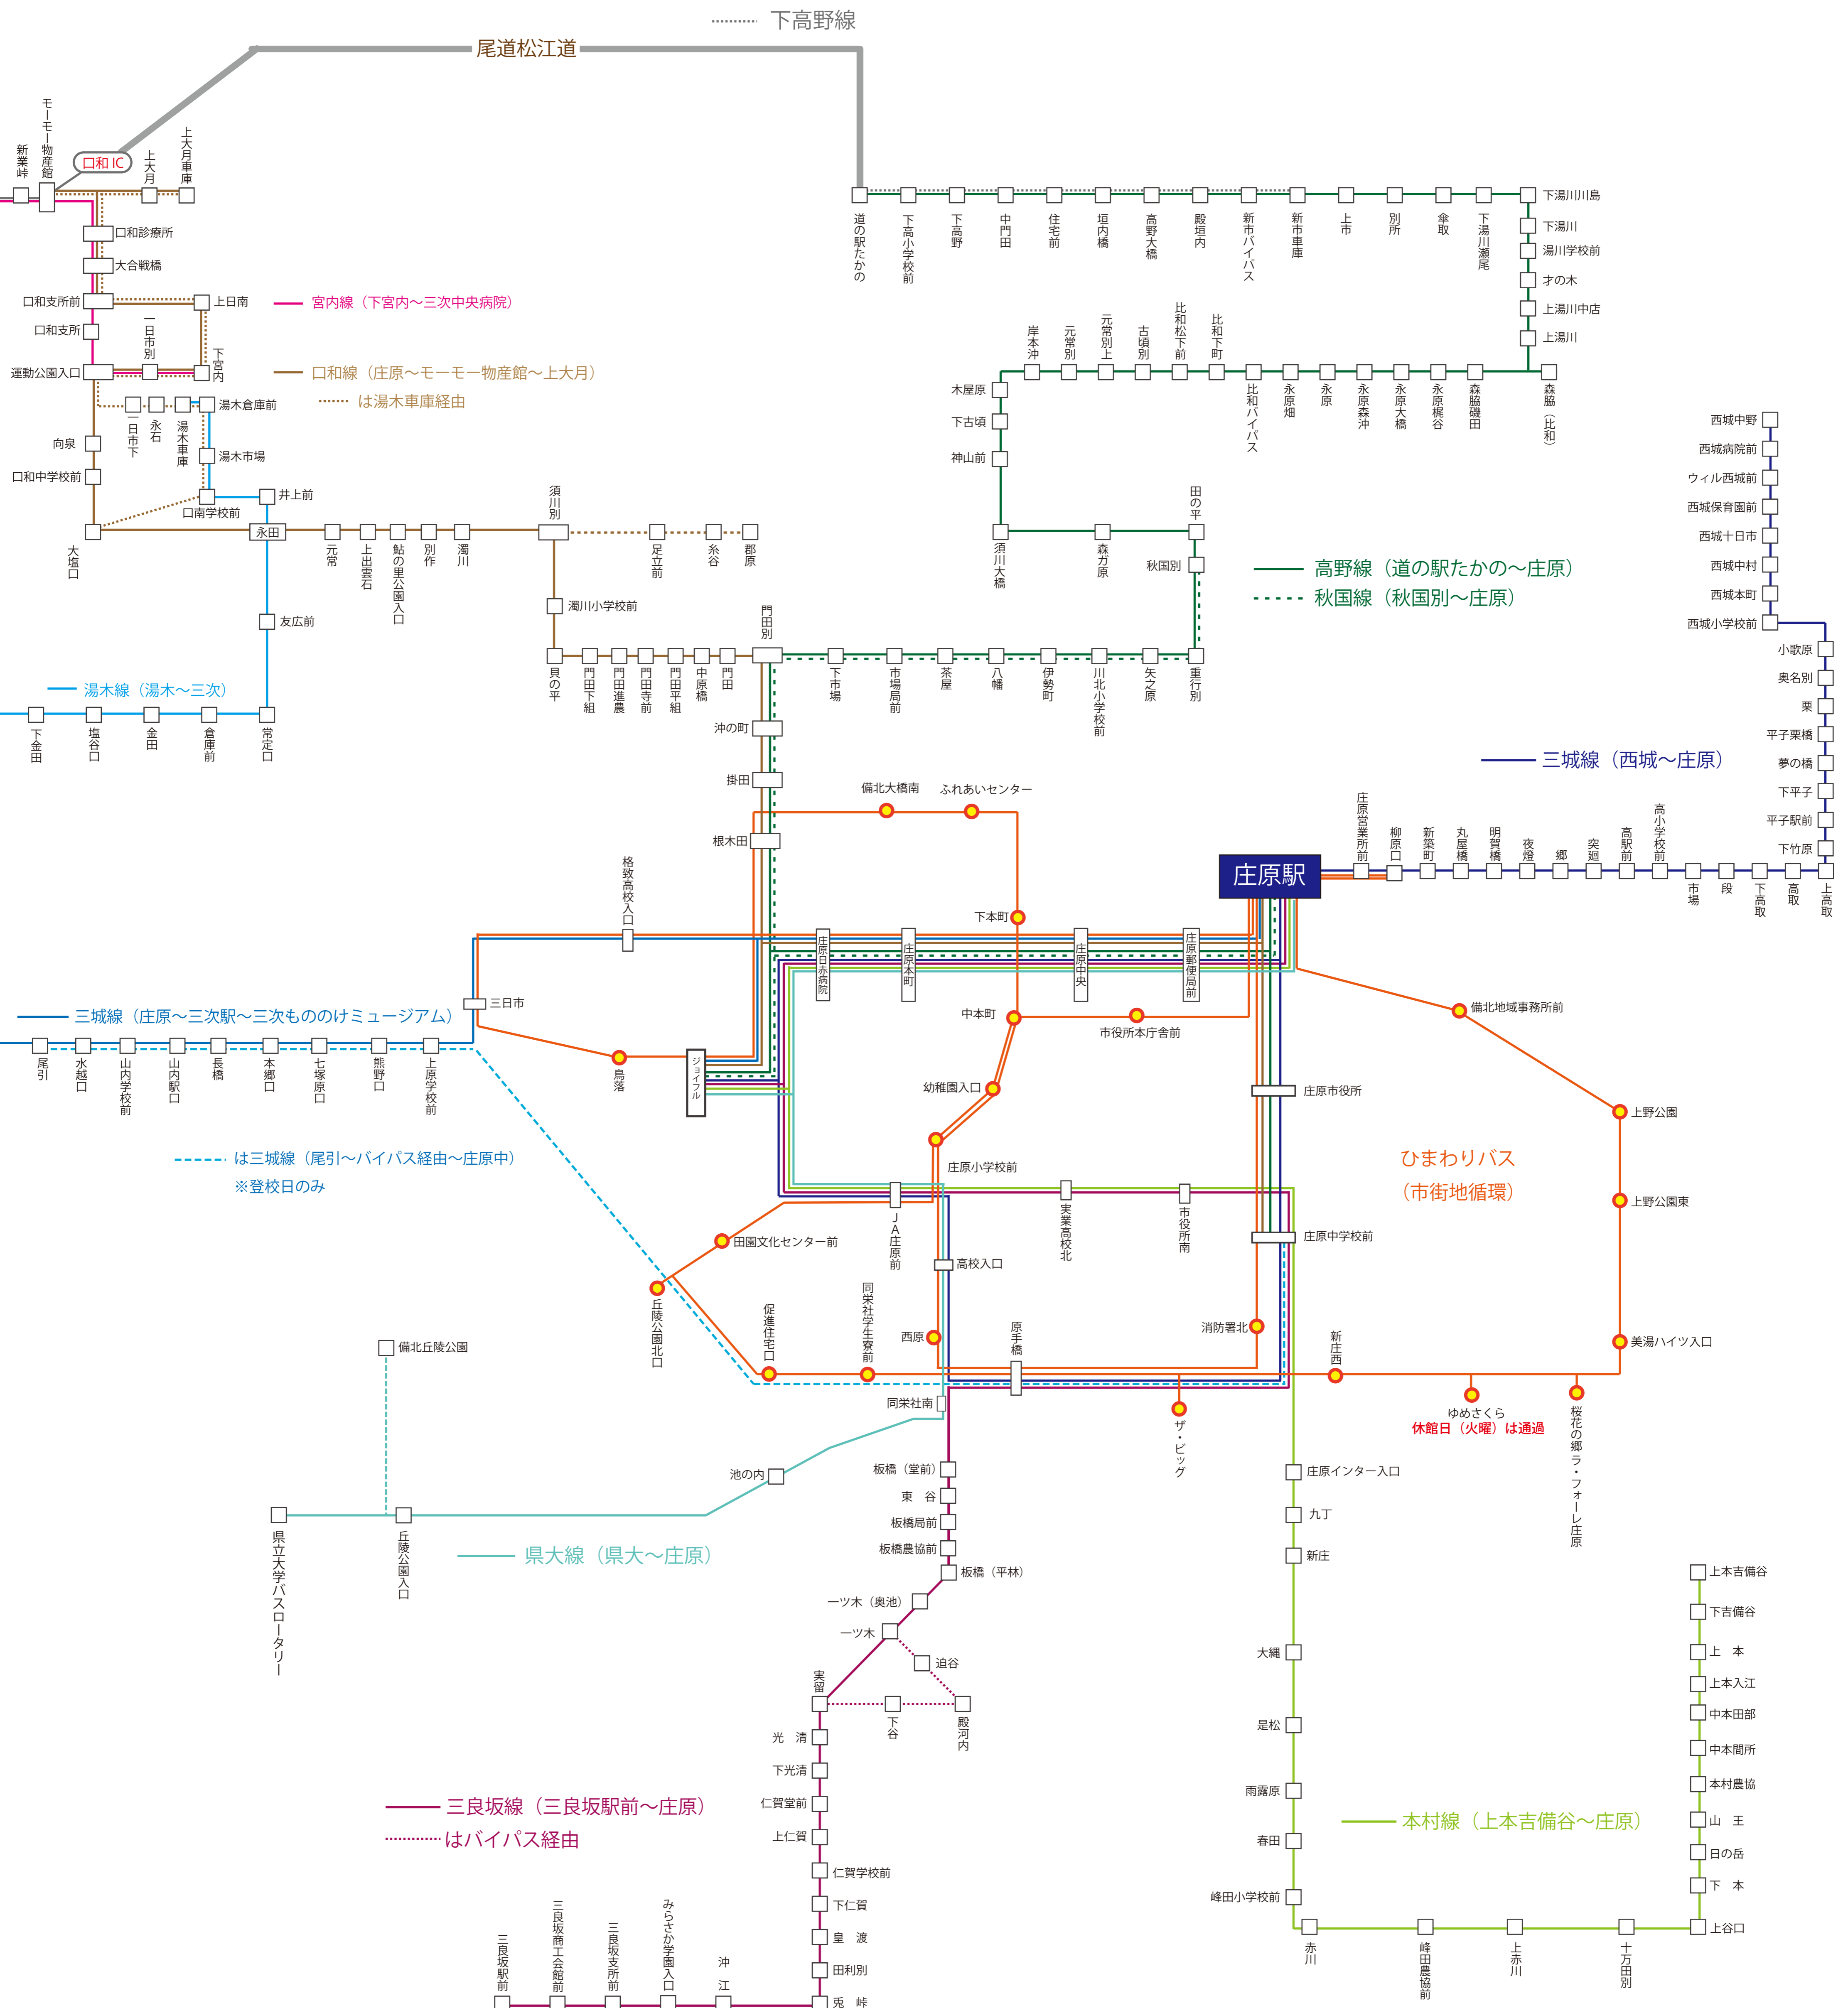 下高野線
尾道松江道
口和 IC
新業峠
モーモー物産館
上大月
上大月車庫
口和診療所
大合戦橋
口和支所前
上日南
口和支所
一日市別
下宮内
運動公園入口
宮内線（下宮内〜三次中央病院）
口和線（庄原〜モーモー物産館〜上大月）
は湯木車庫経由
湯木倉庫前
一日市下
永石
湯木車庫
向泉
湯木市場
口和中学校前
井上前
口南学校前
大塩口
永田
元常
上出雲石
鮎の里公園入口
別作
濁川
須川別
足立前
糸谷
郡原
友広前
濁川小学校前
貝の平
門田下組
門田進農
門田寺前
門田平組
中原橋
門田
門田別
湯木線（湯木〜三次）
下金田
塩谷口
金田
倉庫前
常定口
道の駅たかの
下高小学校前
下高野
中門田
住宅前
垣内橋
高野大橋
殿垣内
新市バイパス
新市車庫
上市
別所
傘取
下湯川瀬尾
下湯川川島
下湯川
湯川学校前
才の木
上湯川中店
上湯川
岸本沖
元常別
元常別上
古頃別
比和松下前
比和下町
比和バイパス
永原畑
永原
永原森沖
永原大橋
永原梶谷
森脇磯田
森脇（比和）
木屋原
下古頃
神山前
須川大橋
森ガ原
田の平
秋国別
高野線（道の駅たかの〜庄原）
秋国線（秋国別〜庄原）
下市場
市場局前
茶屋
八幡
伊勢町
川北小学校前
矢之原
重行別
西城中野
西城病院前
ウィル西城前
西城保育園前
西城十日市
西城中村
西城本町
西城小学校前
小歌原
奥名別
栗
平子栗橋
夢の橋
下平子
平子駅前
下竹原
三城線（西城〜庄原）
庄原営業所前
柳原口
新築町
丸屋橋
明賀橋
夜燈
郷
突廻
高駅前
高小学校前
市場
段
下高取
高取
上高取
沖の町
掛田
根木田
備北大橋南
ふれあいセンター
庄原駅
下本町
格致高校入口
庄原日赤病院
庄原本町
庄原中央
庄原郵便局前
三日市
三城線（庄原〜三次駅〜三次もののけミュージアム）
尾引
水越口
山内学校前
山内駅口
長橋
本郷口
七塚原口
熊野口
上原学校前
烏落
ジョイフル
中本町
市役所本庁舎前
備北地域事務所前
幼稚園入口
庄原市役所
上野公園
は三城線（尾引〜バイパス経由〜庄原中）
※登校日のみ
庄原小学校前
ひまわりバス
（市街地循環）
上野公園東
田園文化センター前
ＪＡ庄原前
実業高校北
市役所南
庄原中学校前
高校入口
丘陵公園北口
促進住宅口
同栄社学生寮前
西原
原手橋
消防署北
新庄西
美湯ハイツ入口
備北丘陵公園
同栄社南
ザ・ビッグ
ゆめさくら
休館日（火曜）は通過
桜花の郷 ラ・フォーレ庄原
池の内
板橋（堂前）
東　谷
板橋局前
板橋農協前
板橋（平林）
庄原インター入口
九丁
新庄
県立大学バスロータリー
丘陵公園入口
県大線（県大〜庄原）
一ツ木（奥池）
一ツ木
迫谷
実留
下谷
殿河内
大縄
是松
雨露原
春田
峰田小学校前
上本吉備谷
下吉備谷
上　本
上本入江
中本田部
中本間所
本村農協
山　王
日の岳
下　本
上谷口
光　清
下光清
仁賀堂前
上仁賀
仁賀学校前
下仁賀
皇　渡
田利別
兎　峠
三良坂線（三良坂駅前〜庄原）
はバイパス経由
本村線（上本吉備谷〜庄原）
三良坂駅前
三良坂商工会館前
三良坂支所前
みらさか学園入口
沖　江
赤川
峰田農協前
上赤川
十万田別